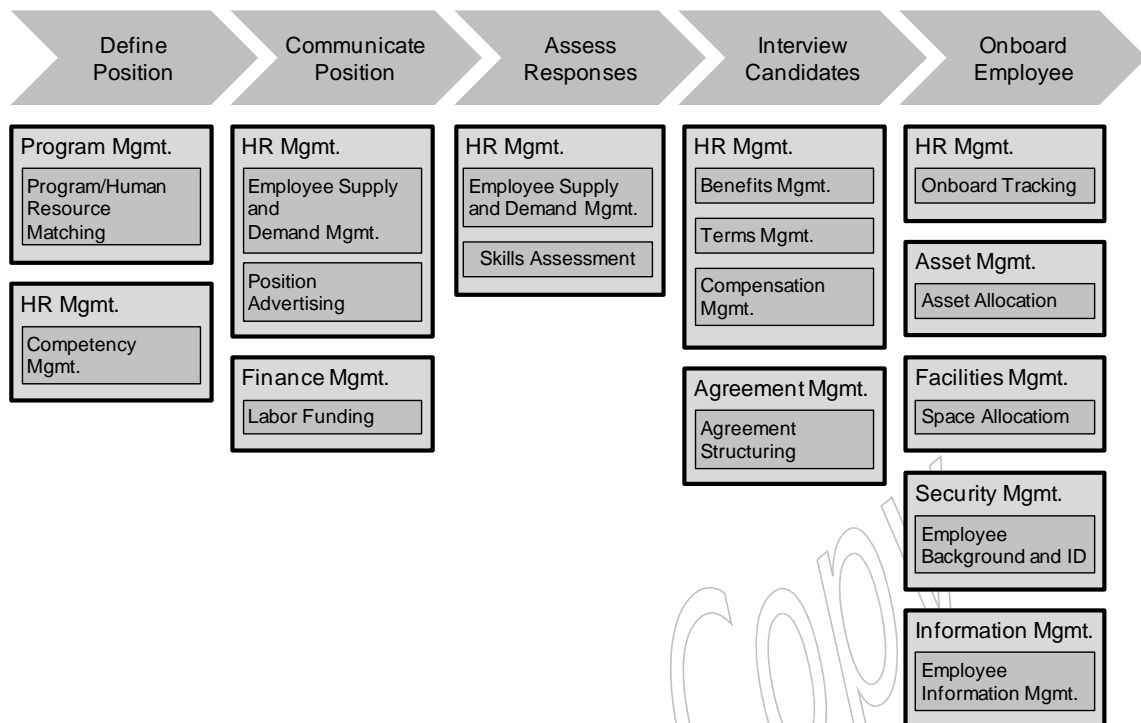 Define
Position
Communicate
Position
Assess
Responses
Interview
Candidates
Onboard
Employee
Program Mgmt.
Program/Human
Resource
Matching
HR Mgmt.
Competency
Mgmt.
HR Mgmt.
Employee Supply
and
Demand Mgmt.
Position
Advertising
Finance Mgmt.
Labor Funding
HR Mgmt.
Employee Supply
and Demand Mgmt.
Skills Assessment
HR Mgmt.
Benefits Mgmt.
Terms Mgmt.
Compensation
Mgmt.
Agreement Mgmt.
Agreement
Structuring
HR Mgmt.
Onboard Tracking
Asset Mgmt.
Asset Allocation
Facilities Mgmt.
Space Allocatiom
Security Mgmt.
Employee
Background and ID
Information Mgmt.
Employee
Information Mgmt.
Copy